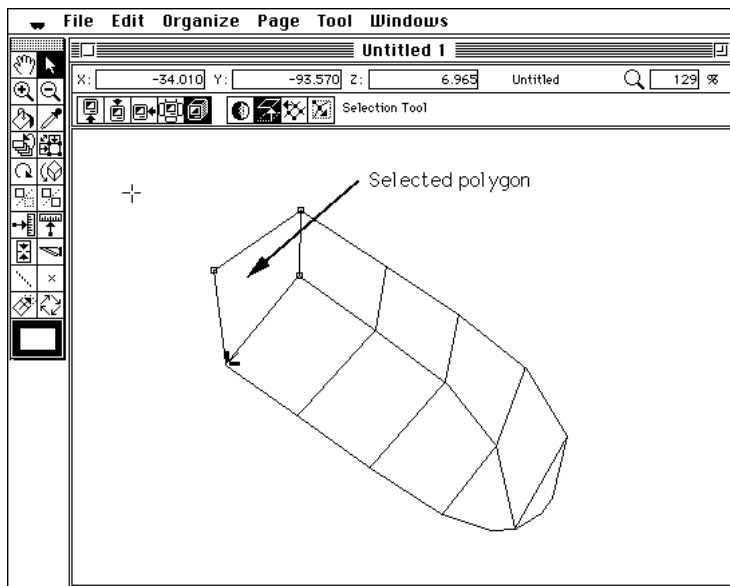 File Edit Organize Page Tool Windows
Untitled 1
X: -34.010 Y: -93.570 Z: 6.965 Untitled 129 %
Selection Tool
Selected polygon